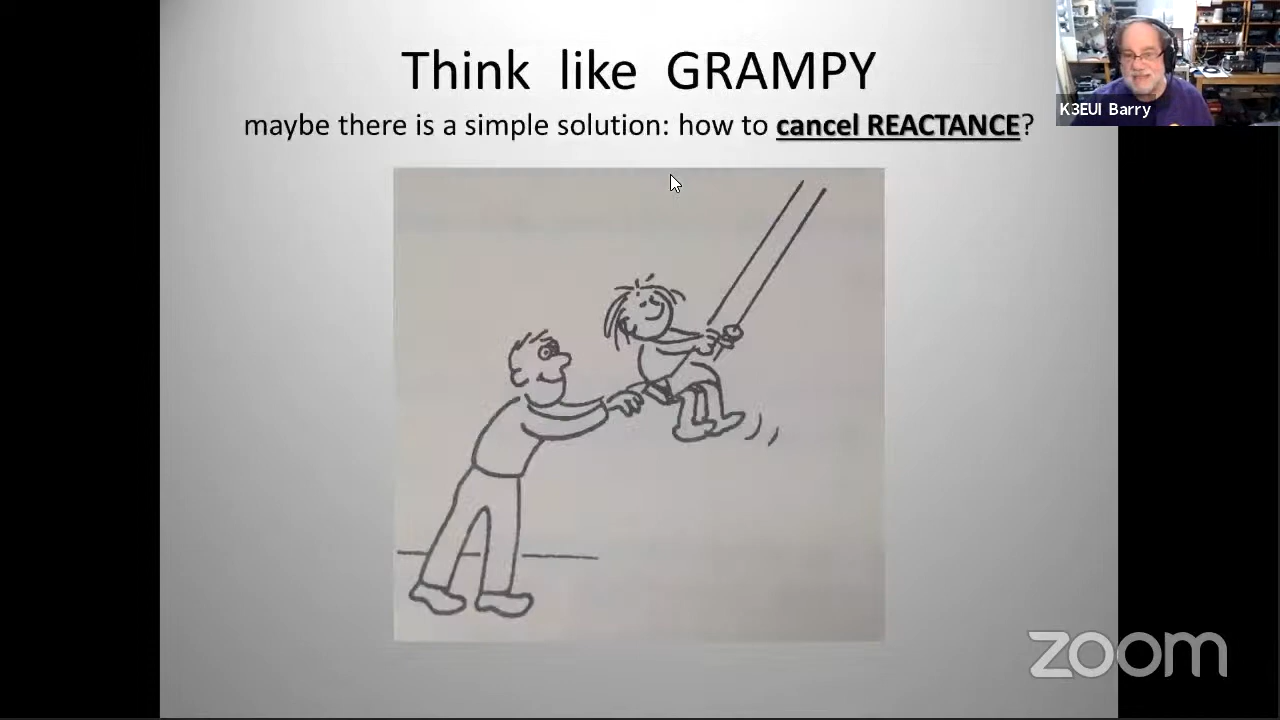 Think like GRAMPY
maybe there is a simple solution: how to cancel REACTANCE?
K3EUI Barry
zoom